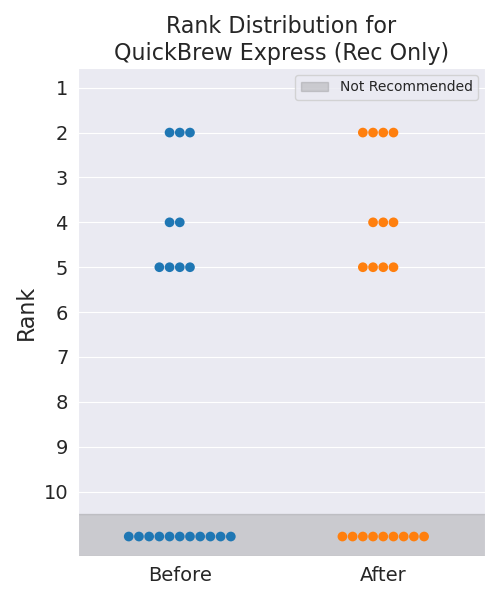 Rank Distribution for
QuickBrew Express (Rec Only)
Not Recommended
1
2
3
4
5
6
7
8
9
10
Rank
Before After